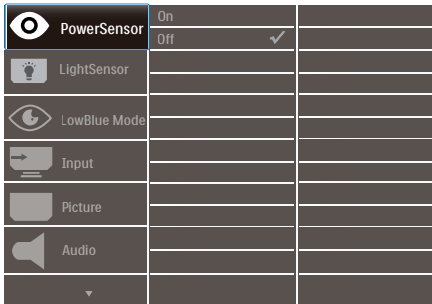 PowerSensor
On
Off
LightSensor
LowBlue Mode
Input
Picture
Audio